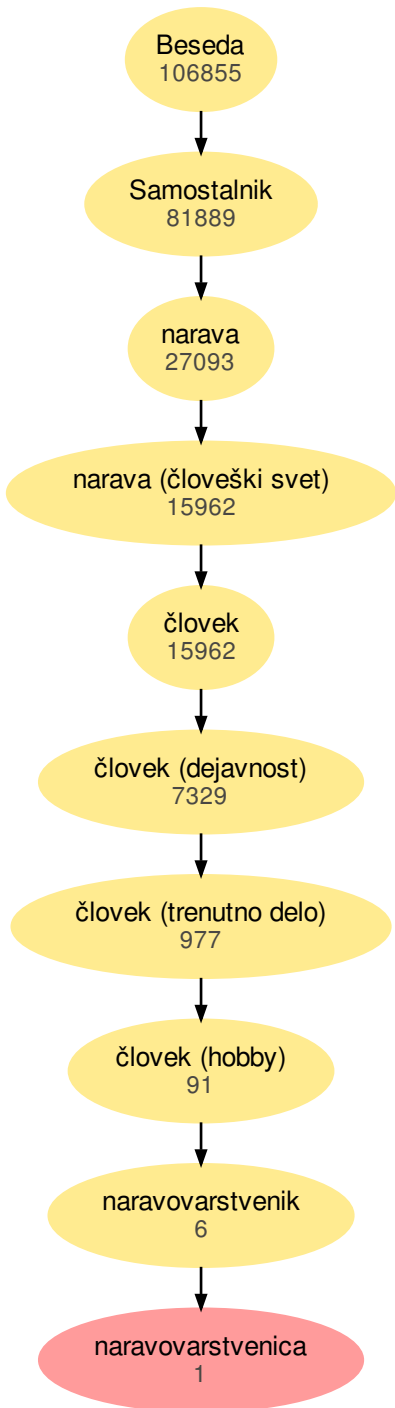 Beseda
106855
Samostalnik
81889
narava
27093
narava (človeški svet)
15962
človek
15962
človek (dejavnost)
7329
človek (trenutno delo)
977
človek (hobby)
91
naravovarstvenik
6
naravovarstvenica
1